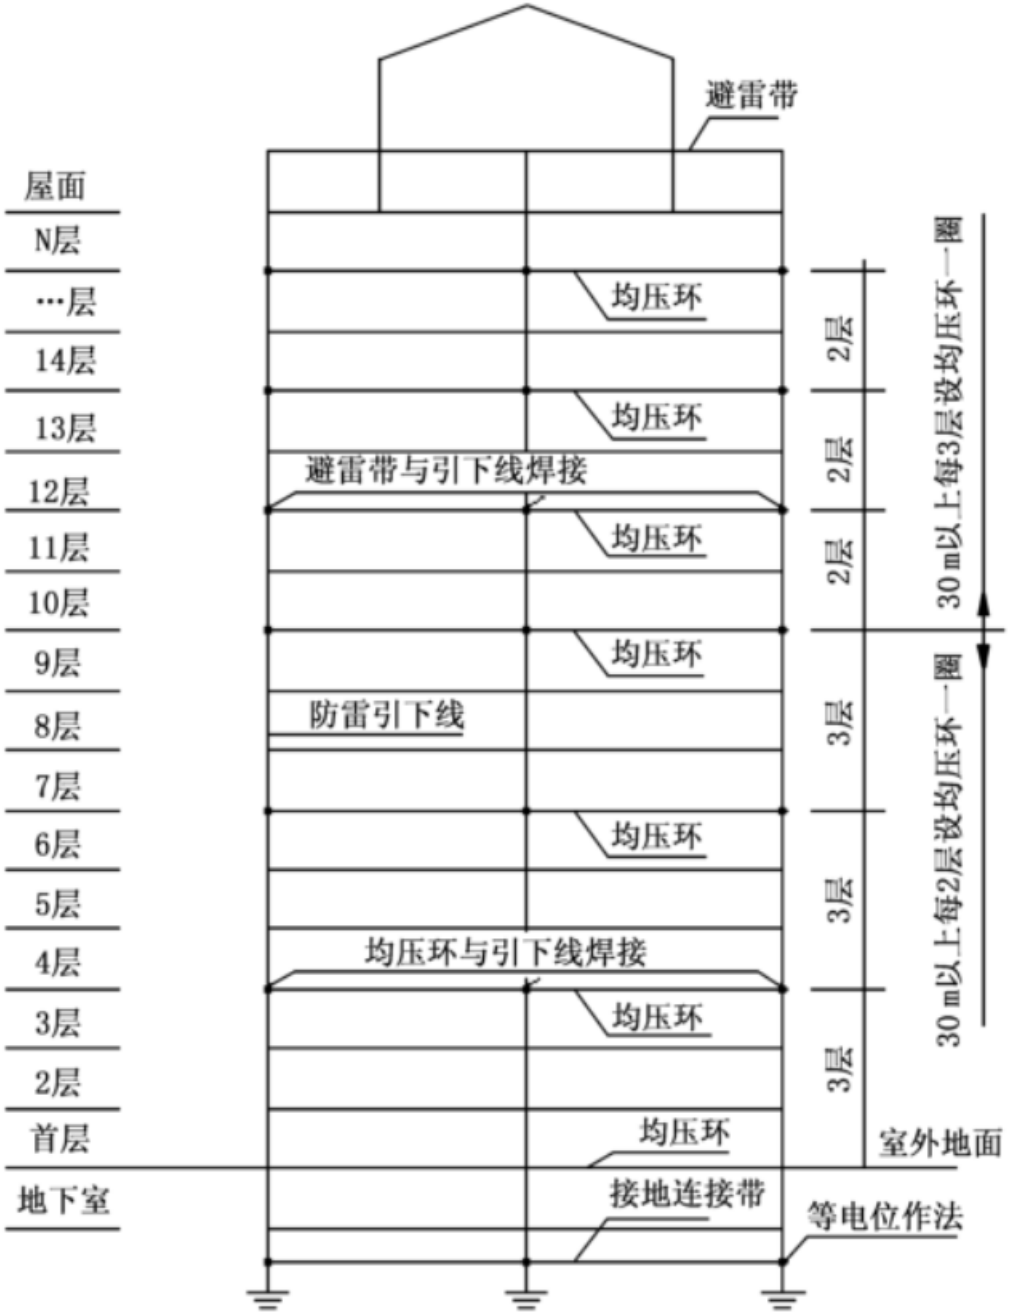 避雷带
屋面
N层
…层
14层
13层
12层
11层
10层
9层
8层
7层
6层
5层
4层
3层
2层
首层
地下室
均压环
均压环
避雷带与引下线焊接
均压环
均压环
防雷引下线
均压环
均压环与引下线焊接
均压环
均压环
接地连接带
2层
2层
2层
3层
3层
3层
30m以上每3层设均压环一圈
30m以上每2层设均压环一圈
室外地面
等电位作法